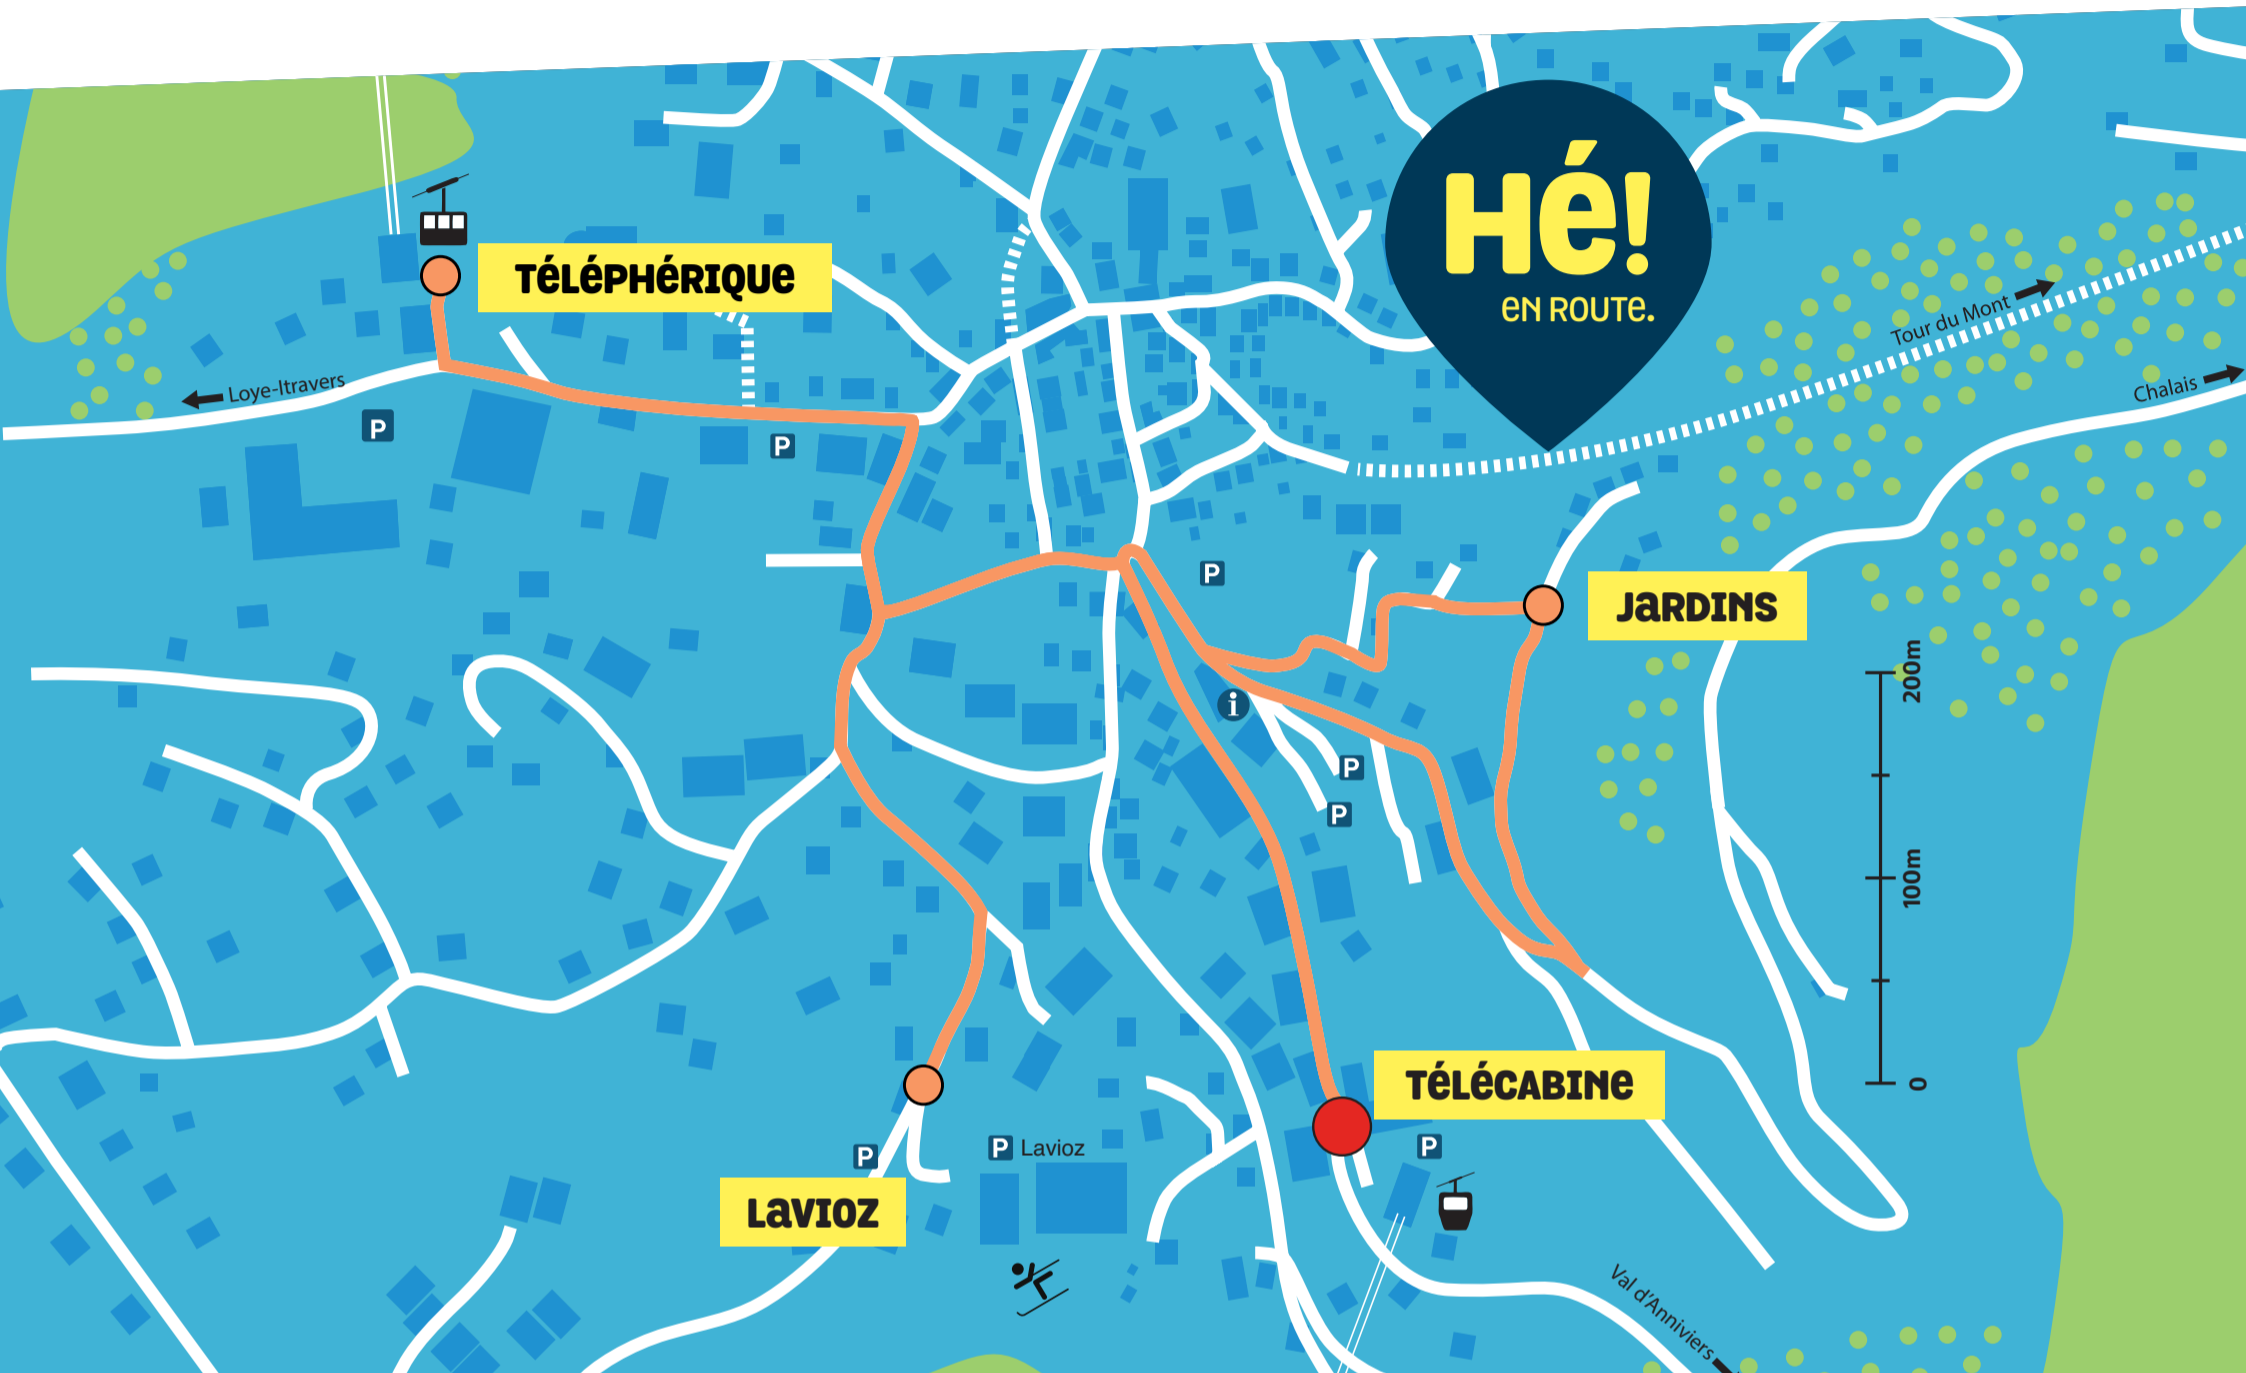 Hé!
en route.
Téléphérique
Tour du Mont
Chalais
Loye-Itravers
P
P
P
Jardins
200m
i
P
P
100m
Télécabine
0
P
P Lavioz
P
Lavioz
Val d'Anniviers